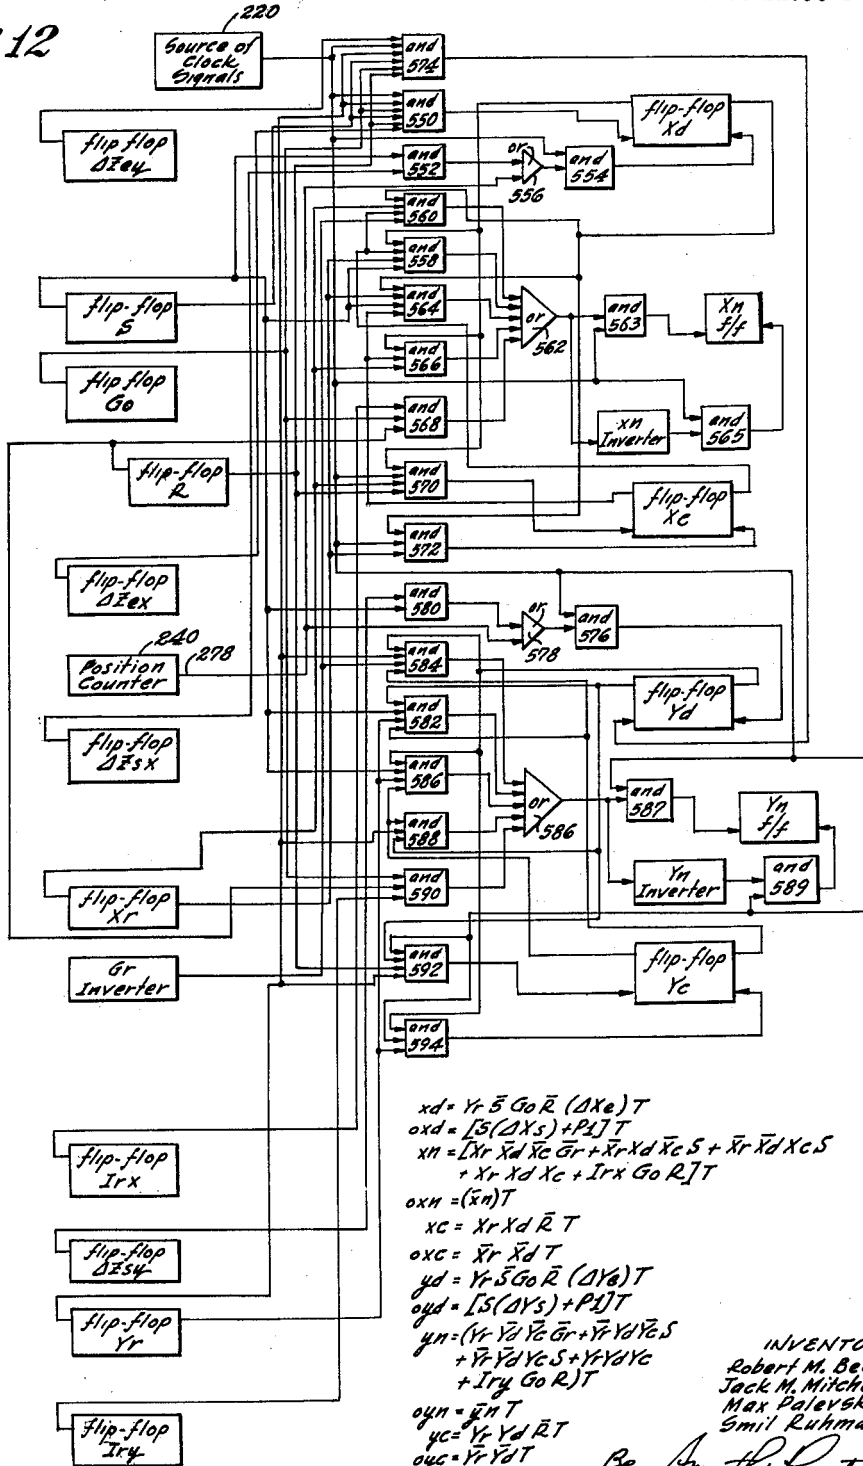 12
220
Source of
Clock
Signals
and
574
flip flop
ΔZey
and
550
flip-flop
Xd
and
552
or
556
and
554
and
560
and
558
flip-flop
S
and
564
or
562
and
563
Xn
f/f
flip flop
Go
and
566
and
568
xn
Inverter
and
565
flip-flop
R
and
570
flip-flop
Xc
and
572
flip-flop
ΔZex
and
580
or
578
and
576
240
278
Position
Counter
and
584
flip-flop
Yd
flip-flop
ΔZsx
and
582
and
586
or
586
and
587
Yn
f/f
and
588
flip-flop
Xr
and
590
Yn
Inverter
and
589
Gr
Inverter
and
592
flip-flop
Yc
and
594
xd = Yr S̄ Go R̄ (ΔXe) T
oxd = [S(ΔXs) + P1] T
xn = [Xr X̄d X̄c Ḡr + X̄r Xd X̄c S + X̄r X̄d Xc S
+ Xr Xd Xc + Irx Go R] T
oxn = (x̄n) T
xc = Xr Xd R̄ T
oxc = X̄r X̄d T
yd = Yr S̄ Go R̄ (ΔYe) T
oyd = [S(ΔYs) + P1] T
yn = (Yr Ȳd Ȳc Ḡr + Ȳr Yd Ȳc S
+ Ȳr Ȳd Yc S + Yr Yd Yc
+ Iry Go R) T
oyn = ȳn T
yc = Yr Yd R̄ T
oyc = Ȳr Ȳd T
flip-flop
Irx
flip-flop
ΔZsy
flip-flop
Yr
flip-flop
Iry
INVENTO
Robert M. Be
Jack M. Mitch
Max Palevsk
Smil Ruhma
By